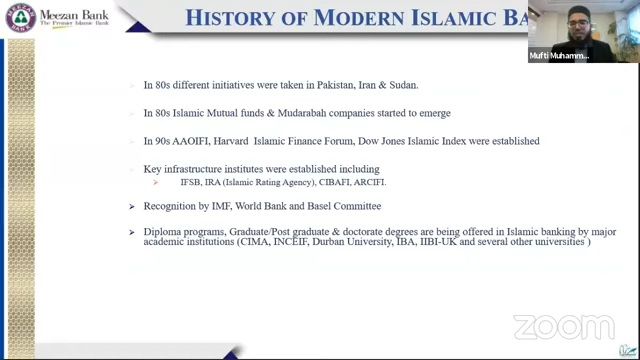 MEEZAN BANK
Meezan Bank
The Premier Islamic Bank
HISTORY OF MODERN ISLAMIC BA
Mufti Muhamm...
In 80s different initiatives were taken in Pakistan, Iran & Sudan.
In 80s Islamic Mutual funds & Mudarabah companies started to emerge
In 90s AAOIFI, Harvard Islamic Finance Forum, Dow Jones Islamic Index were established
Key infrastructure institutes were established including
IFSB, IRA (Islamic Rating Agency), CIBAFI, ARCIFI.
Recognition by IMF, World Bank and Basel Committee
Diploma programs, Graduate/Post graduate & doctorate degrees are being offered in Islamic banking by major
academic institutions (CIMA, INCEIF, Durban University, IBA, IIBI-UK and several other universities )
zoom